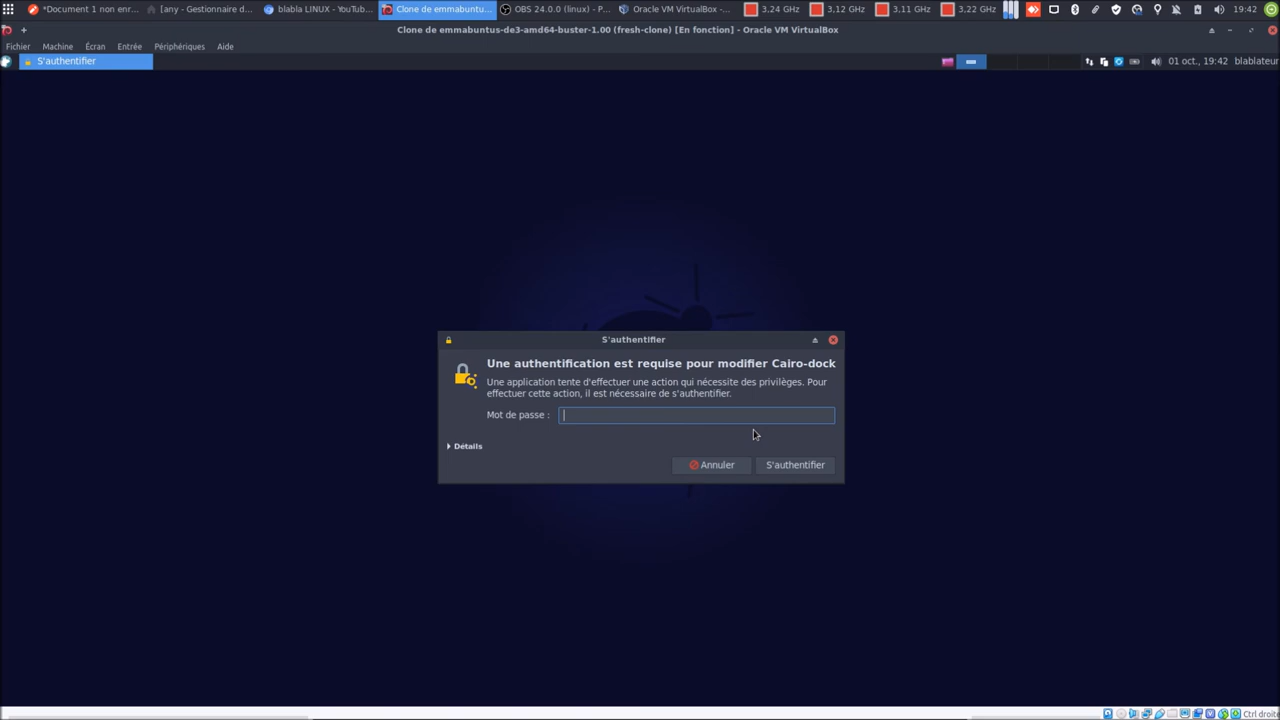 *Document 1 non enr...
[any - Gestionnaire d...
blabla LINUX - YouTub...
Clone de emmabuntu...
OBS 24.0.0 (linux) - P...
Oracle VM VirtualBox -...
3.24 GHz
3,12 GHz
3,11 GHz
3.22 GHz
19:42
Clone de emmabuntus-de3-amd64-buster-1.00 (fresh-clone) [En fonction] - Oracle VM VirtualBox
Fichier Machine Écran Entrée Périphériques Aide
S'authentifier
01 oct., 19:42 blablateur
S'authentifier
Une authentification est requise pour modifier Cairo-dock
Une application tente d'effectuer une action qui nécessite des privilèges. Pour
effectuer cette action, il est nécessaire de s'authentifier.
Mot de passe :
Détails
Annuler S'authentifier
Ctrl droite